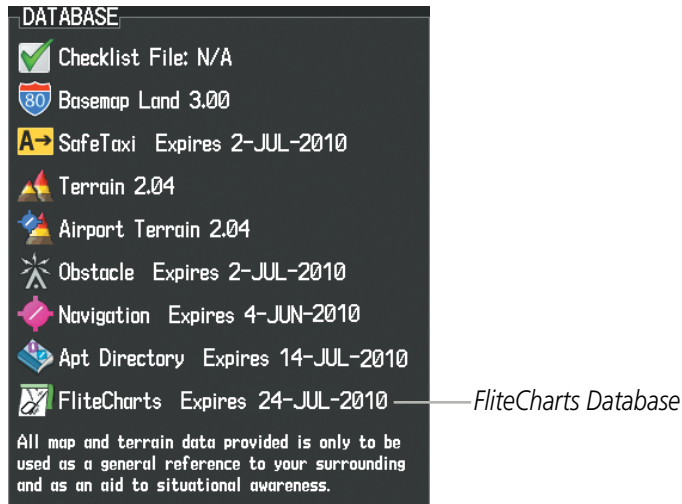 DATABASE
Checklist File: N/A
80 Basemap Land 3.00
A→ SafeTaxi Expires 2-JUL-2010
Terrain 2.04
Airport Terrain 2.04
Obstacle Expires 2-JUL-2010
Navigation Expires 4-JUN-2010
Apt Directory Expires 14-JUL-2010
FliteCharts Expires 24-JUL-2010 FliteCharts Database
All map and terrain data provided is only to be
used as a general reference to your surrounding
and as an aid to situational awareness.